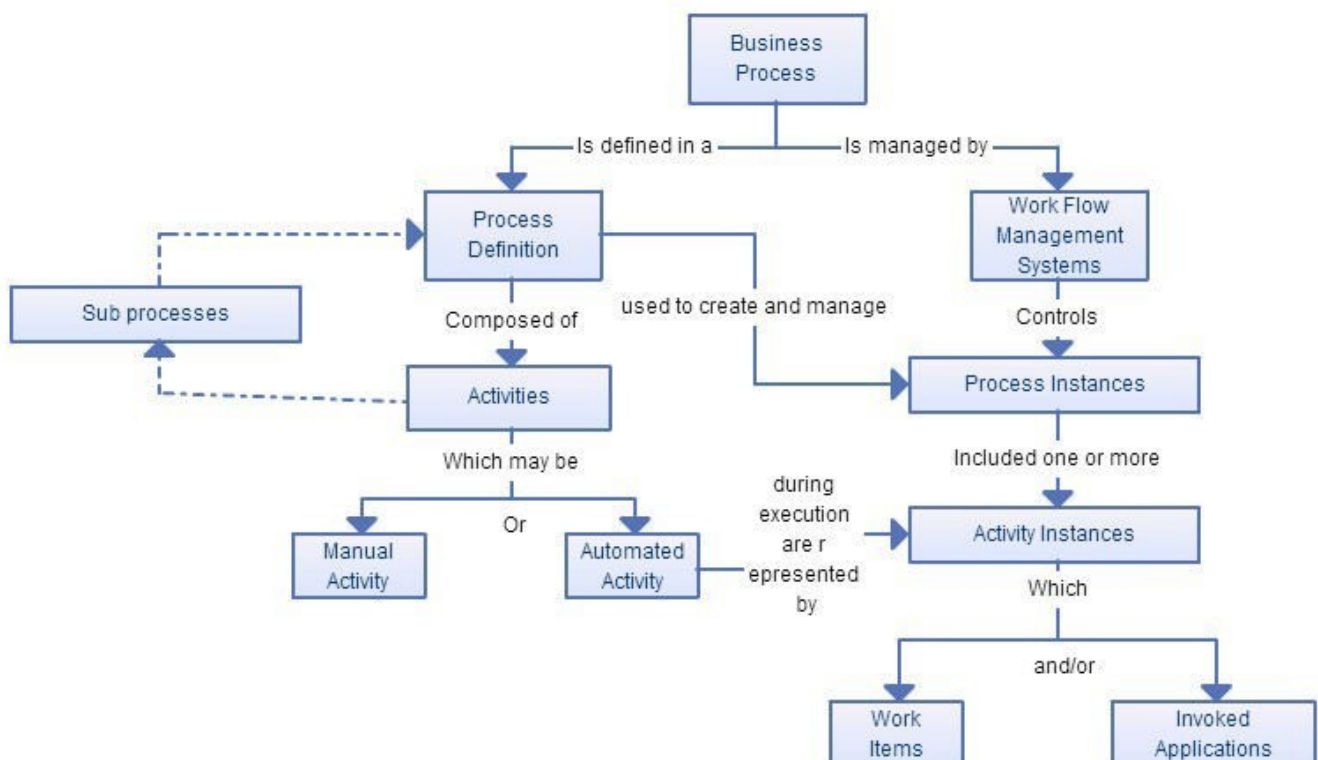 Business
Process
Is defined in a
Is managed by
Process
Definition
Work Flow
Management
Systems
Sub processes
Composed of
used to create and manage
Controls
Activities
Process Instances
Which may be
Included one or more
Or
during
execution
are r
epresented
by
Manual
Activity
Automated
Activity
Activity Instances
Which
and/or
Work
Items
Invoked
Applications